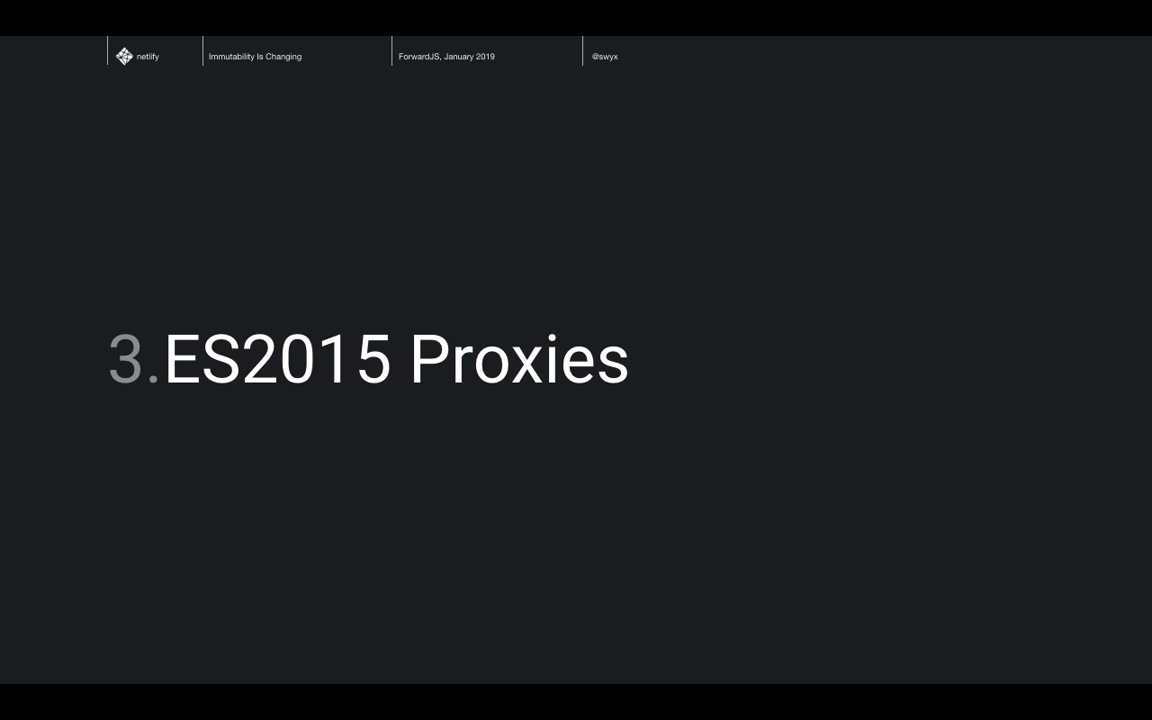 netlify
Immutability Is Changing
ForwardJS, January 2019
@swyx
3.ES2015 Proxies